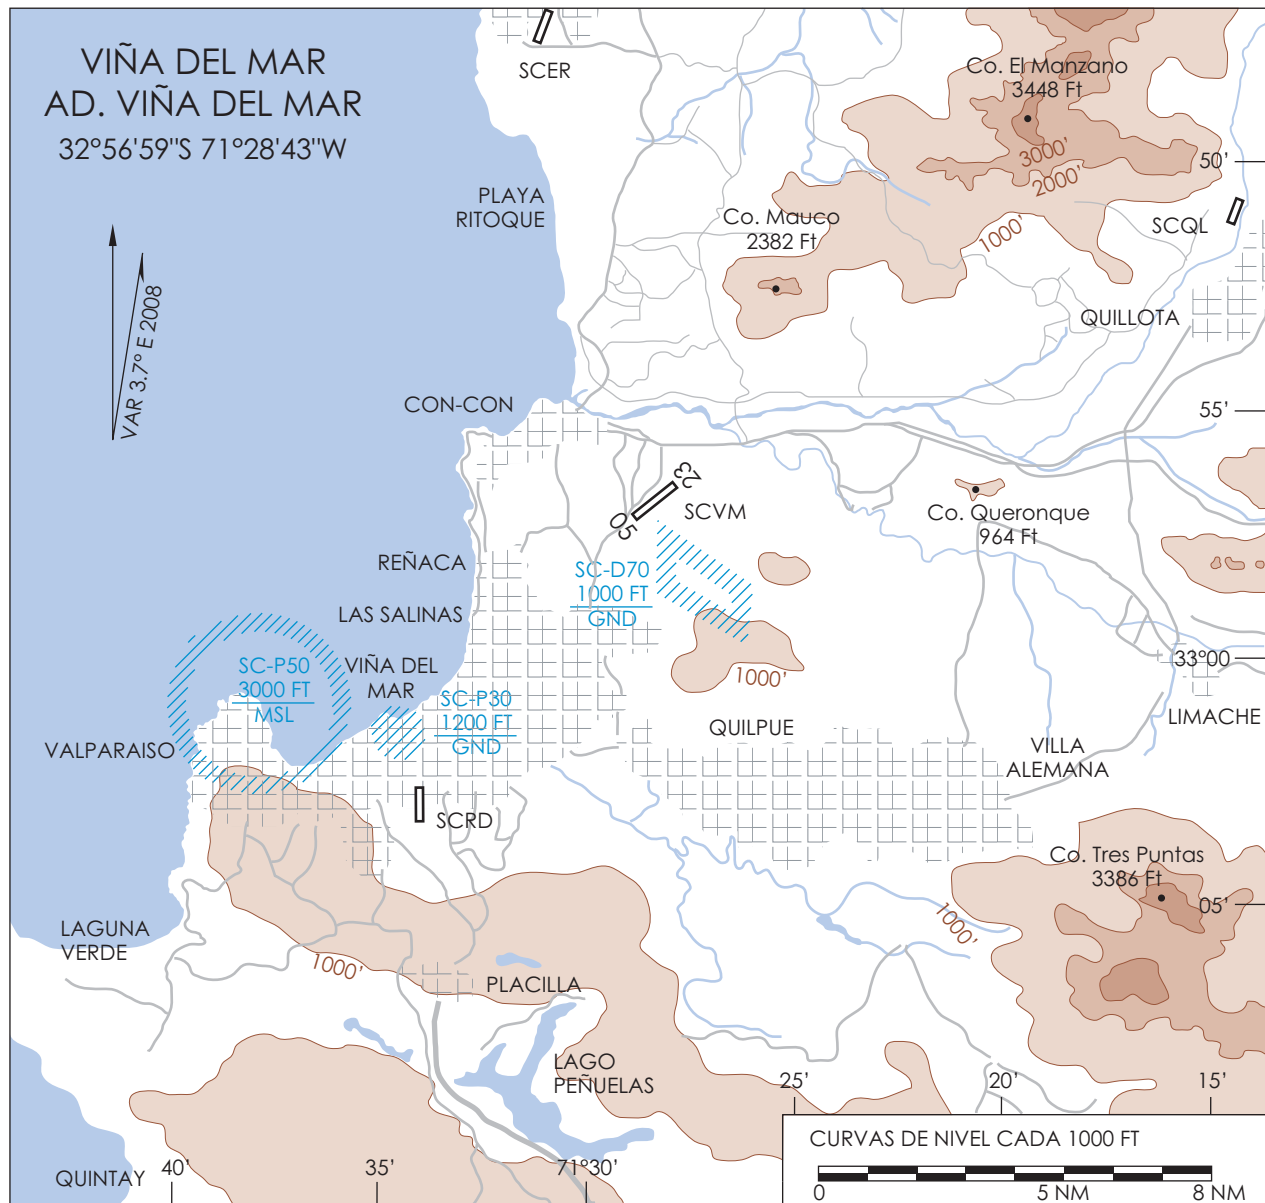 VIÑA DEL MAR
AD. VIÑA DEL MAR
32°56'59"S 71°28'43"W
SCER
Co. El Manzano
3448 Ft
3000'
2000'
1000'
50'
PLAYA
RITOQUE
Co. Mauco
2382 Ft
SCQL
VAR 3.7° E 2008
QUILLOTA
CON-CON
55'
23
05
SCVM
Co. Queronque
964 Ft
REÑACA
SC-D70
1000 FT
GND
LAS SALINAS
SC-P50
3000 FT
MSL
VIÑA DEL
MAR
SC-P30
1200 FT
GND
1000'
33°00'
LIMACHE
QUILPUE
VALPARAISO
VILLA
ALEMANA
SCRD
Co. Tres Puntas
3386 Ft
05'
1000'
LAGUNA
VERDE
1000'
PLACILLA
LAGO
PEÑUELAS
25'
20'
15'
QUINTAY
40'
35'
71°30'
CURVAS DE NIVEL CADA 1000 FT
0
5 NM
8 NM